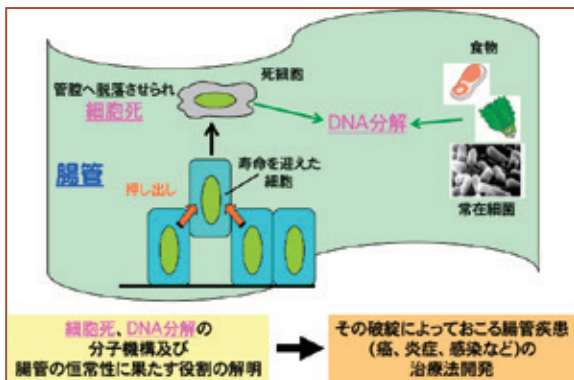 食物
死細胞
管腔へ脱落させられ
細胞死
DNA分解
腸管
寿命を迎えた
細胞
押し出し
常在細菌
細胞死、DNA分解の
分子機構及び
腸管の恒常性に果たす役割の解明
その破綻によっておこる腸管疾患
(癌、炎症、感染など)の
治療法開発